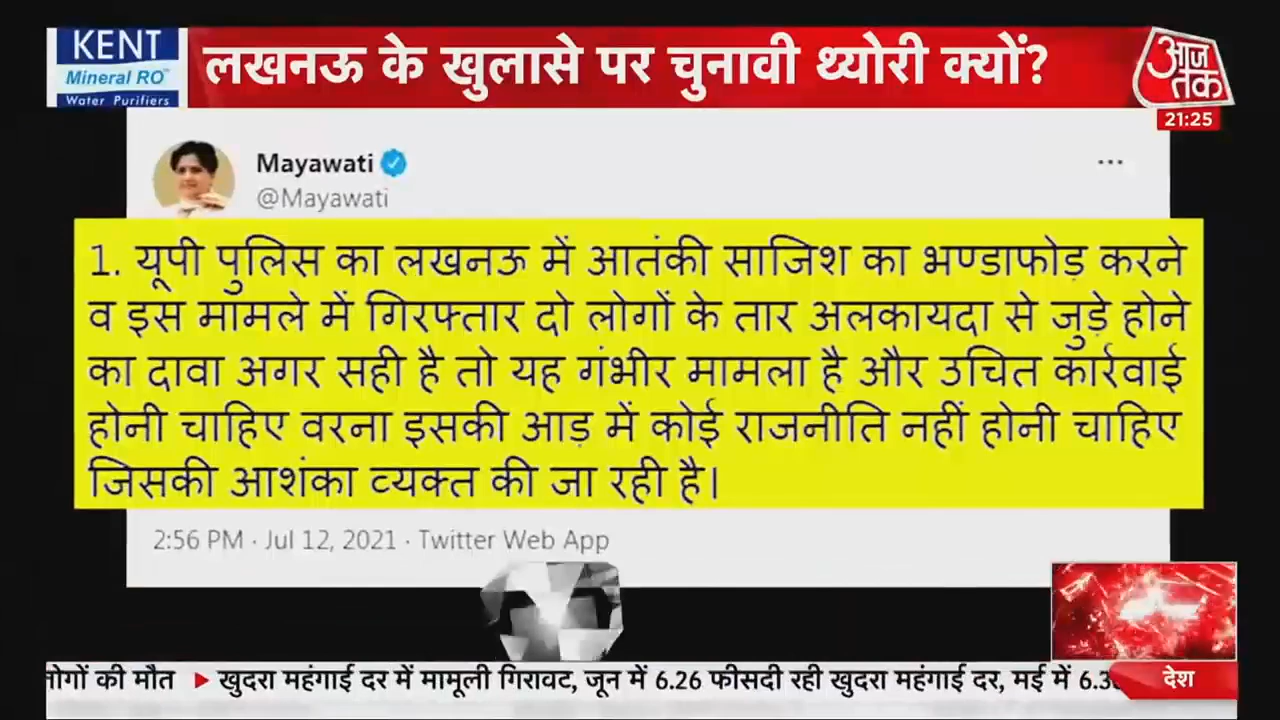 KENT
Mineral RO™
Water Purifiers
लखनऊ के खुलासे पर चुनावी थ्योरी क्यों?
आज
तक
21:25
Mayawati
@Mayawati
1. यूपी पुलिस का लखनऊ में आतंकी साजिश का भण्डाफोड़ करने
व इस मामले में गिरफ्तार दो लोगों के तार अलकायदा से जुड़े होने
का दावा अगर सही है तो यह गंभीर मामला है और उचित कार्रवाई
होनी चाहिए वरना इसकी आड़ में कोई राजनीति नहीं होनी चाहिए
जिसकी आशंका व्यक्त की जा रही है।
2:56 PM · Jul 12, 2021 · Twitter Web App
की मौत ▶ खुदरा महंगाई दर में मामूली गिरावट, जून में 6.26 फीसदी रही खुदरा महंगाई दर, मई में
देश